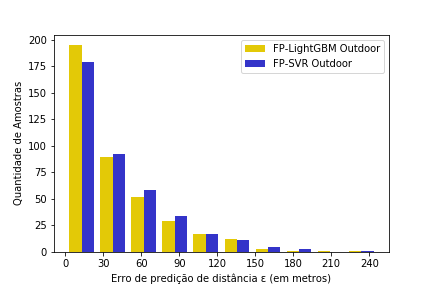 200
175
150
125
100
75
50
25
0
Quantidade de Amostras
FP-LightGBM Outdoor
FP-SVR Outdoor
0 30 60 90 120 150 180 210 240
Erro de predição de distância ε (em metros)